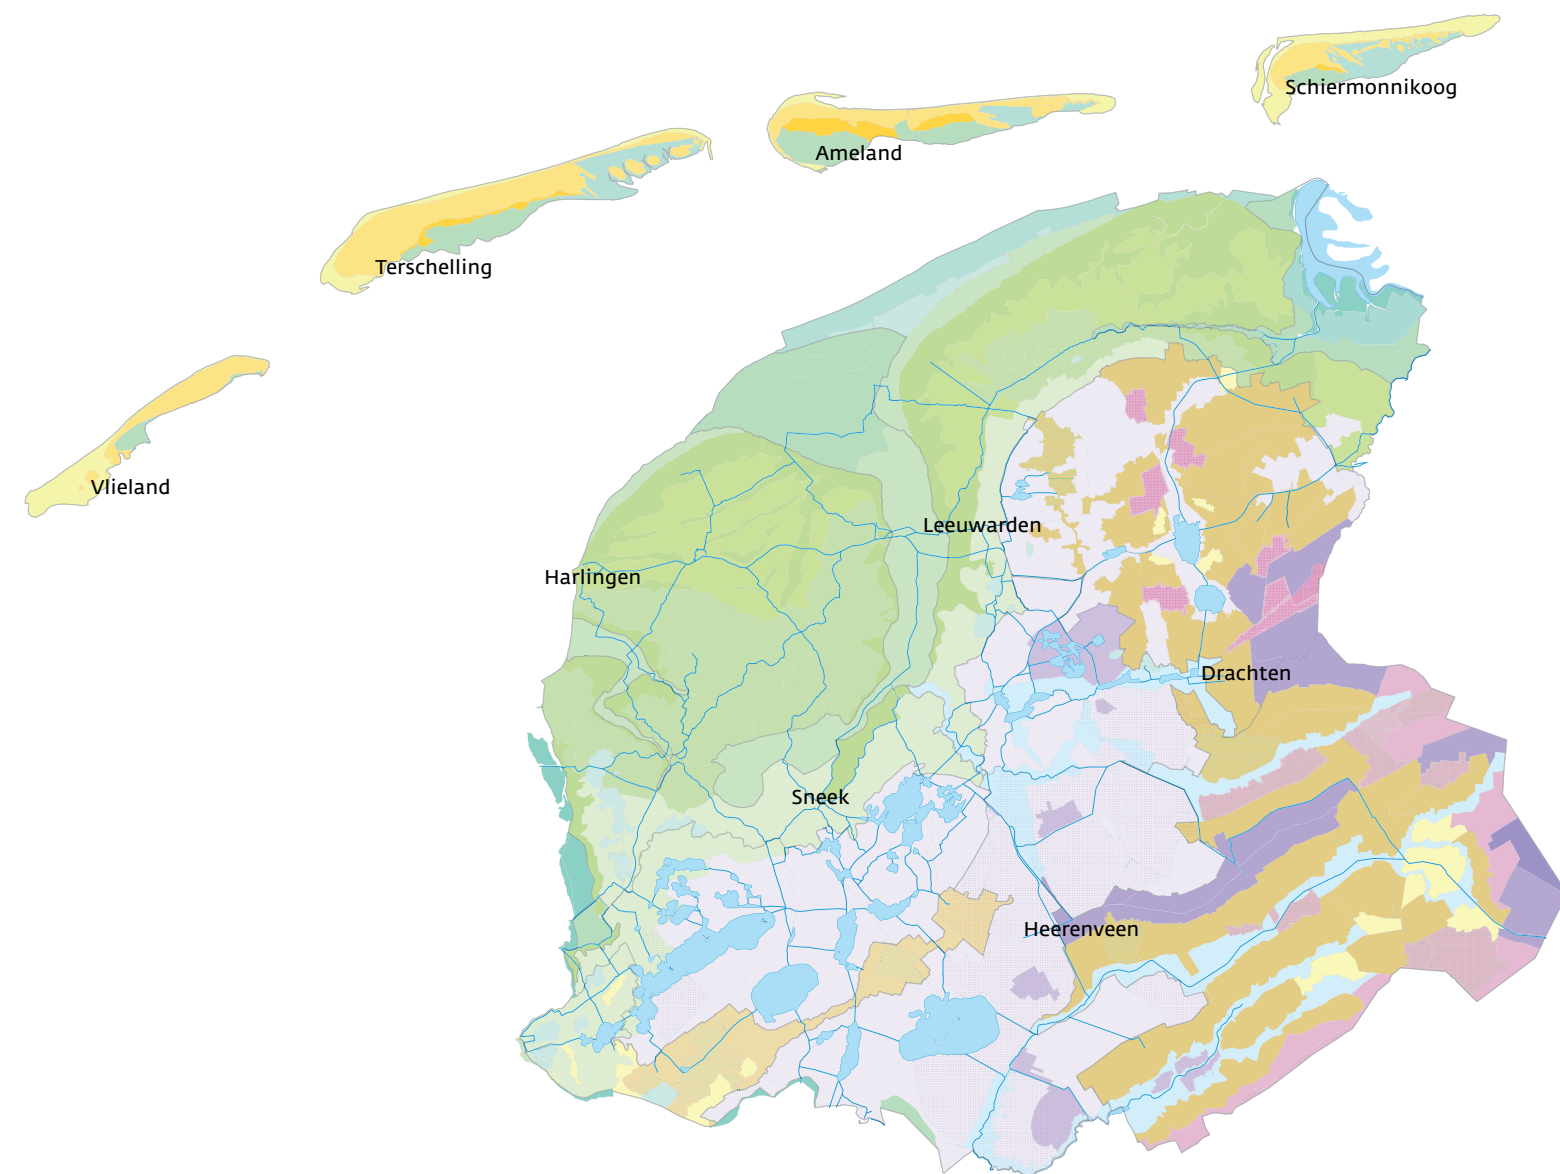 Schiermonnikoog
Ameland
Terschelling
Vlieland
Leeuwarden
Harlingen
Drachten
Sneek
Heerenveen